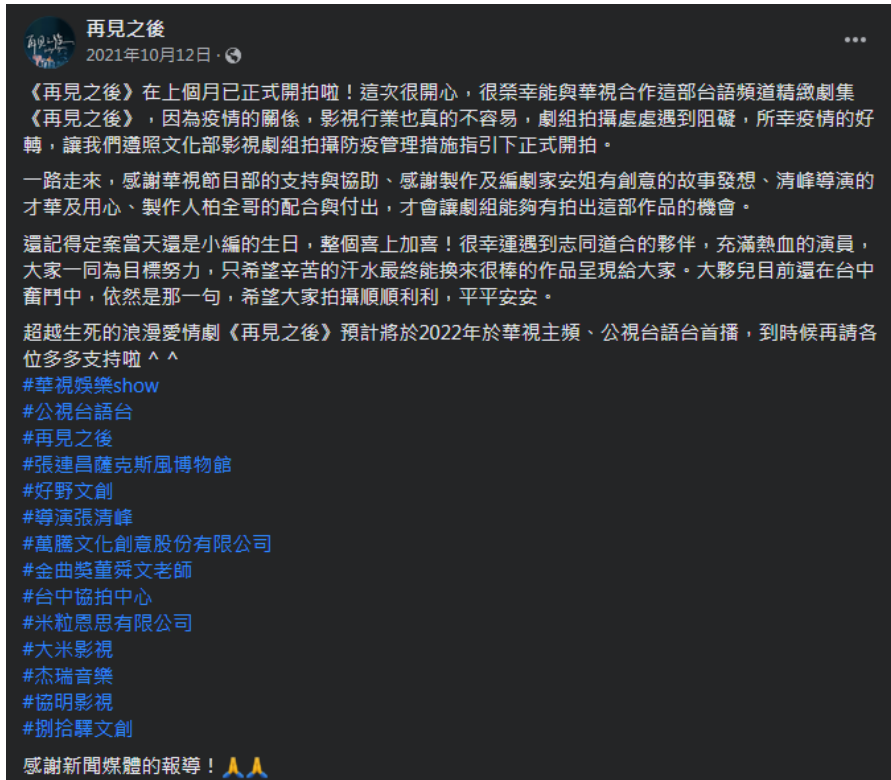 再見之後
2021年10月12日 ·
《再見之後》在上個月已正式開拍啦！這次很開心，很榮幸能與華視合作這部台語頻道精緻劇集
《再見之後》，因為疫情的關係，影視行業也真的不容易，劇組拍攝處處遇到阻礙，所幸疫情的好
轉，讓我們遵照文化部影視劇組拍攝防疫管理措施指引下正式開拍。
一路走來，感謝華視節目部的支持與協助、感謝製作及編劇家安姐有創意的故事發想、清峰導演的
才華及用心、製作人柏全哥的配合與付出，才會讓劇組能夠有拍出這部作品的機會。
還記得定案當天還是小編的生日，整個喜上加喜！很幸運遇到志同道合的夥伴，充滿熱血的演員，
大家一同為目標努力，只希望辛苦的汗水最終能換來很棒的作品呈現給大家。大夥兒目前還在台中
奮鬥中，依然是那一句，希望大家拍攝順順利利，平平安安。
超越生死的浪漫愛情劇《再見之後》預計將於2022年於華視主頻、公視台語台首播，到時候再請各
位多多支持啦 ^ ^
#華視娛樂show
#公視台語台
#再見之後
#張連昌薩克斯風博物館
#好野文創
#導演張清峰
#萬騰文化創意股份有限公司
#金曲獎董舜文老師
#台中協拍中心
#米粒恩思有限公司
#大米影視
#杰瑞音樂
#協明影視
#捌拾驛文創
感謝新聞媒體的報導！🙏🙏